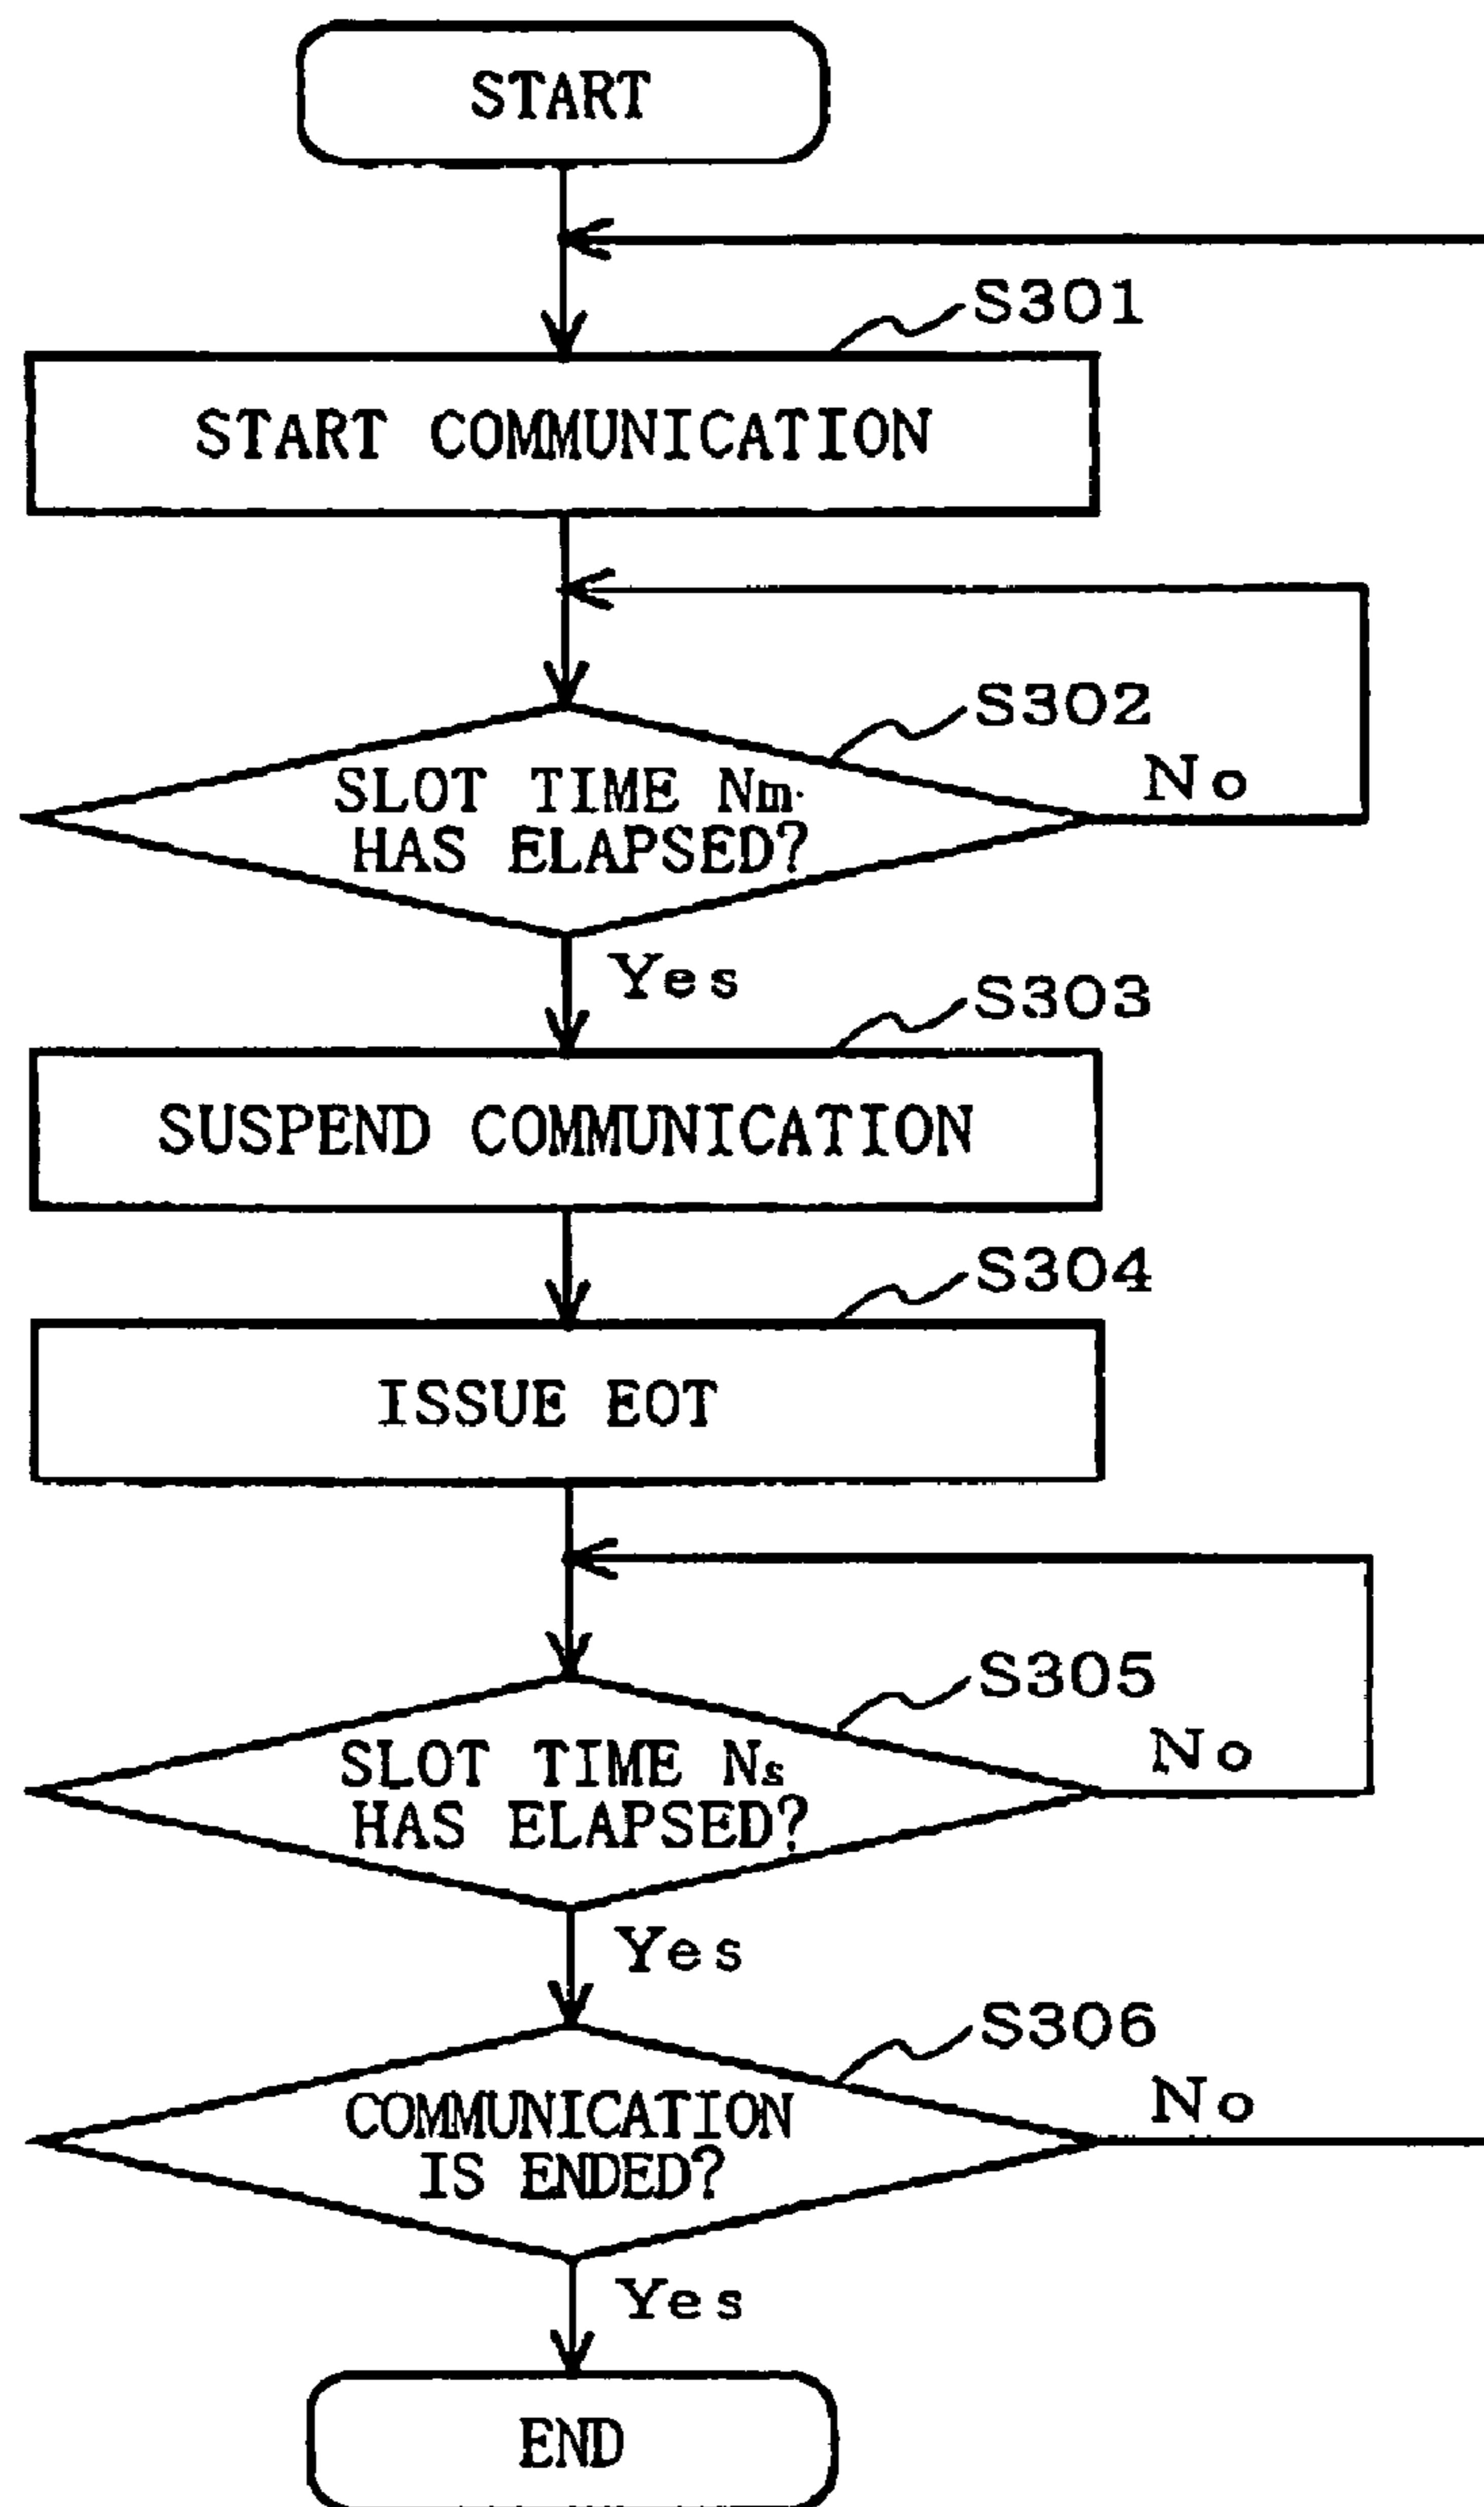 START
S301
START COMMUNICATION
S302
No
SLOT TIME Nm
HAS ELAPSED?
Yes
S303
SUSPEND COMMUNICATION
S304
ISSUE EOT
S305
No
SLOT TIME Ns
HAS ELAPSED?
Yes
S306
No
COMMUNICATION
IS ENDED?
Yes
END